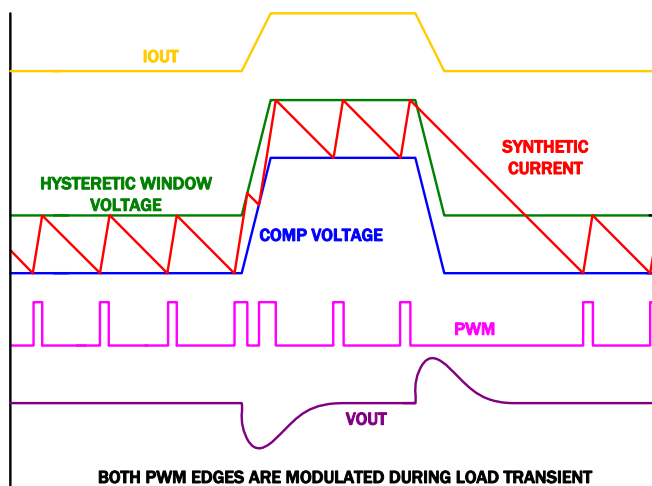 IOUT
SYNTHETIC
CURRENT
HYSTERETIC WINDOW
VOLTAGE
COMP VOLTAGE
PWM
VOUT
BOTH PWM EDGES ARE MODULATED DURING LOAD TRANSIENT